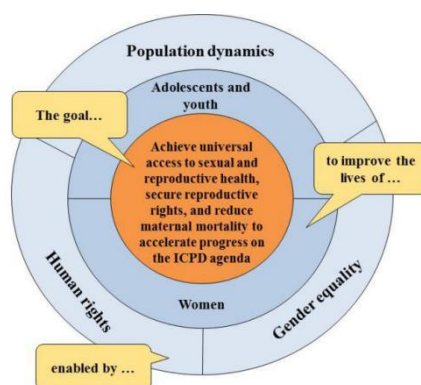 Population dynamics
Adolescents and
youth
The goal...
Achieve universal
access to sexual and
reproductive health,
secure reproductive
rights, and reduce
maternal mortality to
accelerate progress on
the ICPD agenda
to improve the
lives of ...
Women
Human rights
Gender equality
enabled by ...